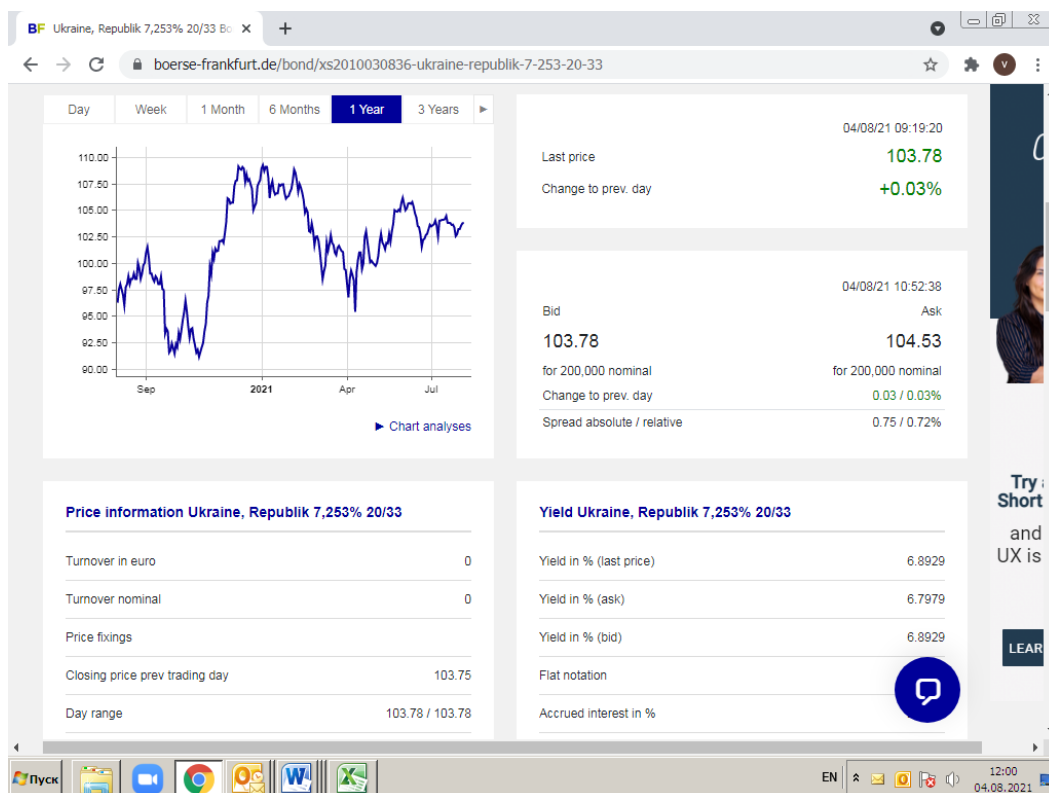 BF Ukraine, Republik 7,253% 20/33 Bo
boerse-frankfurt.de/bond/xs2010030836-ukraine-republik-7-253-20-33
V
Day Week 1 Month 6 Months 1 Year 3 Years
110.00
107.50
105.00
102.50
100.00
97.50
95.00
92.50
90.00
Sep 2021 Apr Jul
Chart analyses
04/08/21 09:19:20
Last price 103.78
Change to prev. day +0.03%
04/08/21 10:52:38
Bid Ask
103.78 104.53
for 200,000 nominal for 200,000 nominal
Change to prev. day 0.03 / 0.03%
Spread absolute / relative 0.75 / 0.72%
Try
Short
and
UX is
LEAR
Price information Ukraine, Republik 7,253% 20/33
Turnover in euro 0
Turnover nominal 0
Price fixings
Closing price prev trading day 103.75
Day range 103.78 / 103.78
Yield Ukraine, Republik 7,253% 20/33
Yield in % (last price) 6.8929
Yield in % (ask) 6.7979
Yield in % (bid) 6.8929
Flat notation
Accrued interest in %
Пуск
EN
12:00
04.08.2021